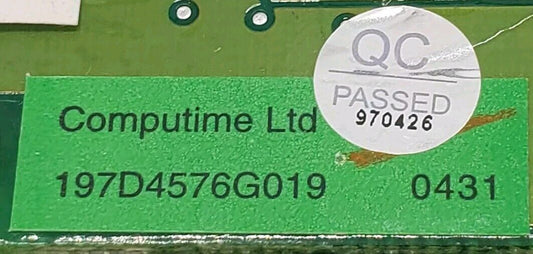 QC
PASSED
970426
Computime Ltd
197D4576G019 0431